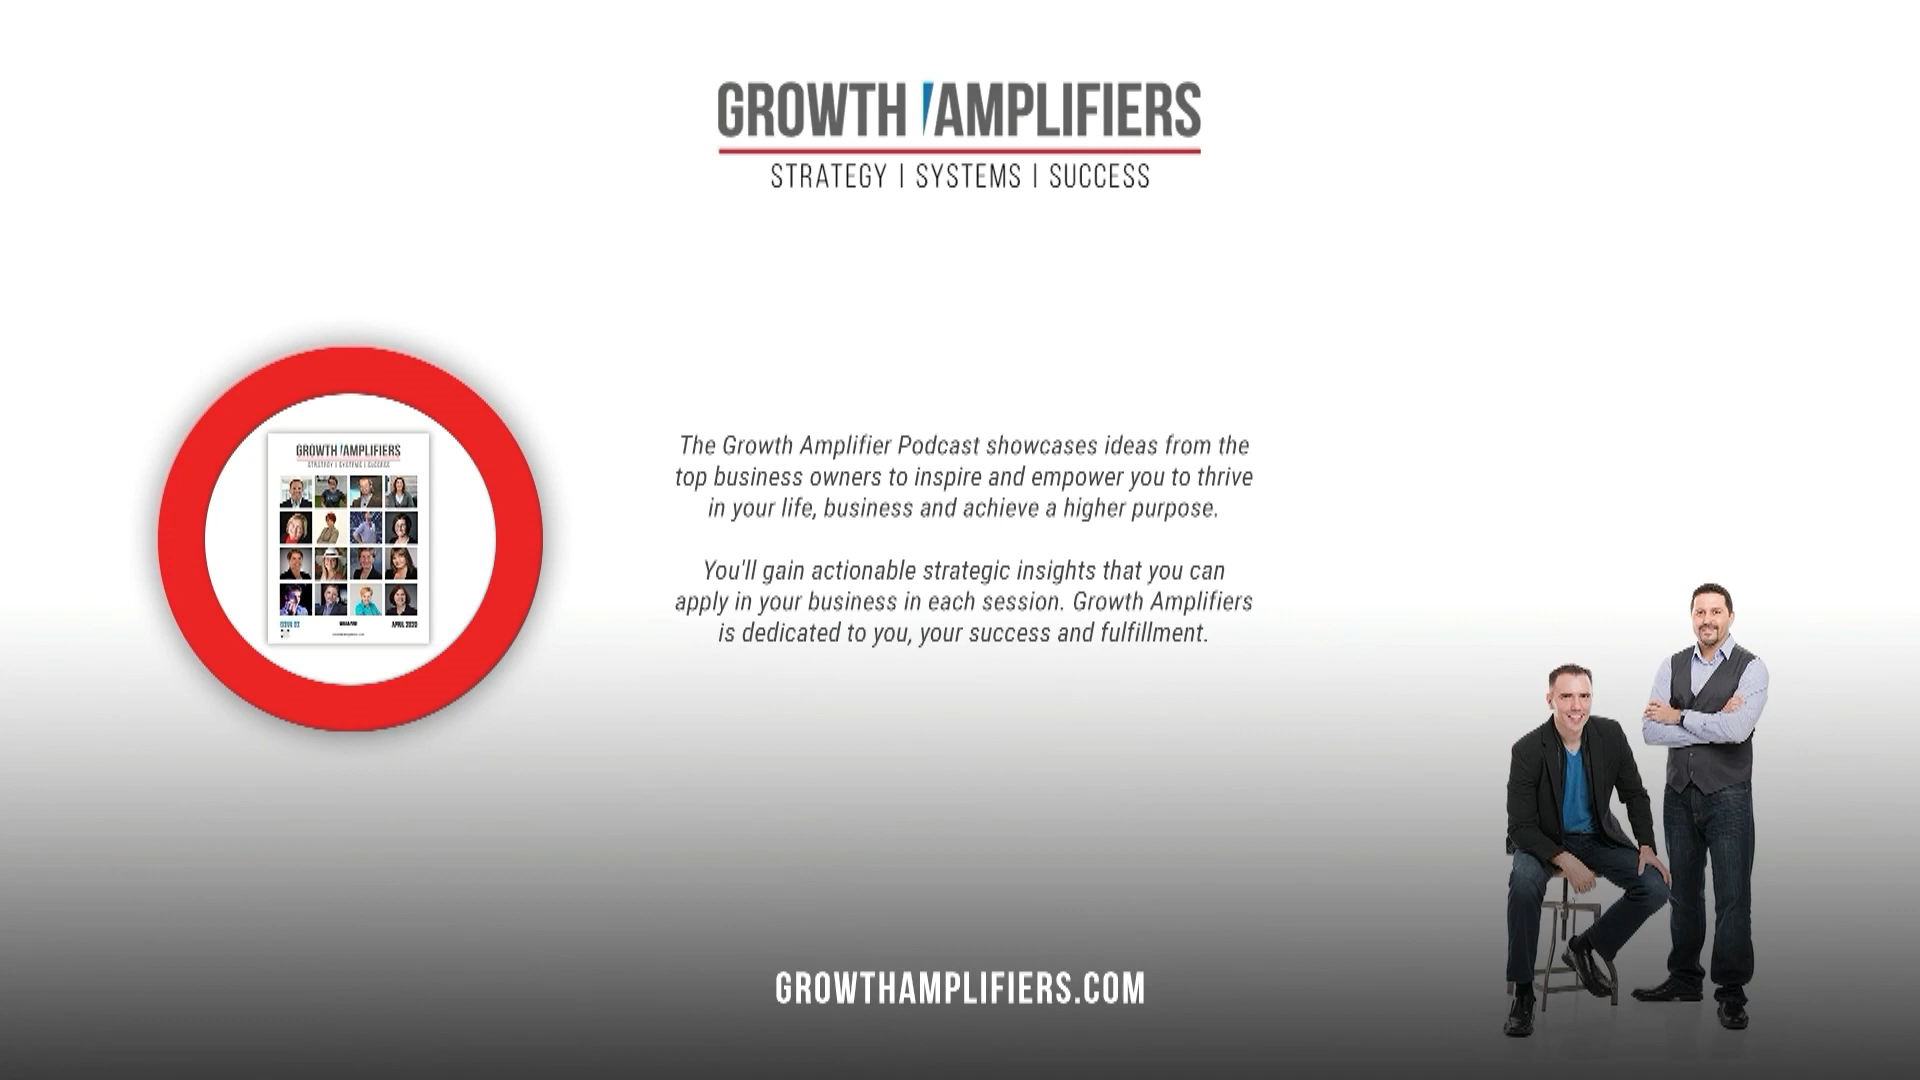 GROWTH AMPLIFIERS
STRATEGY | SYSTEMS | SUCCESS
GROWTH AMPLIFIERS
STRATEGY | SYSTEMS | SUCCESS
APRIL 2020
The Growth Amplifier Podcast showcases ideas from the
top business owners to inspire and empower you to thrive
in your life, business and achieve a higher purpose.
You'll gain actionable strategic insights that you can
apply in your business in each session. Growth Amplifiers
is dedicated to you, your success and fulfillment.
GROWTHAMPLIFIERS.COM